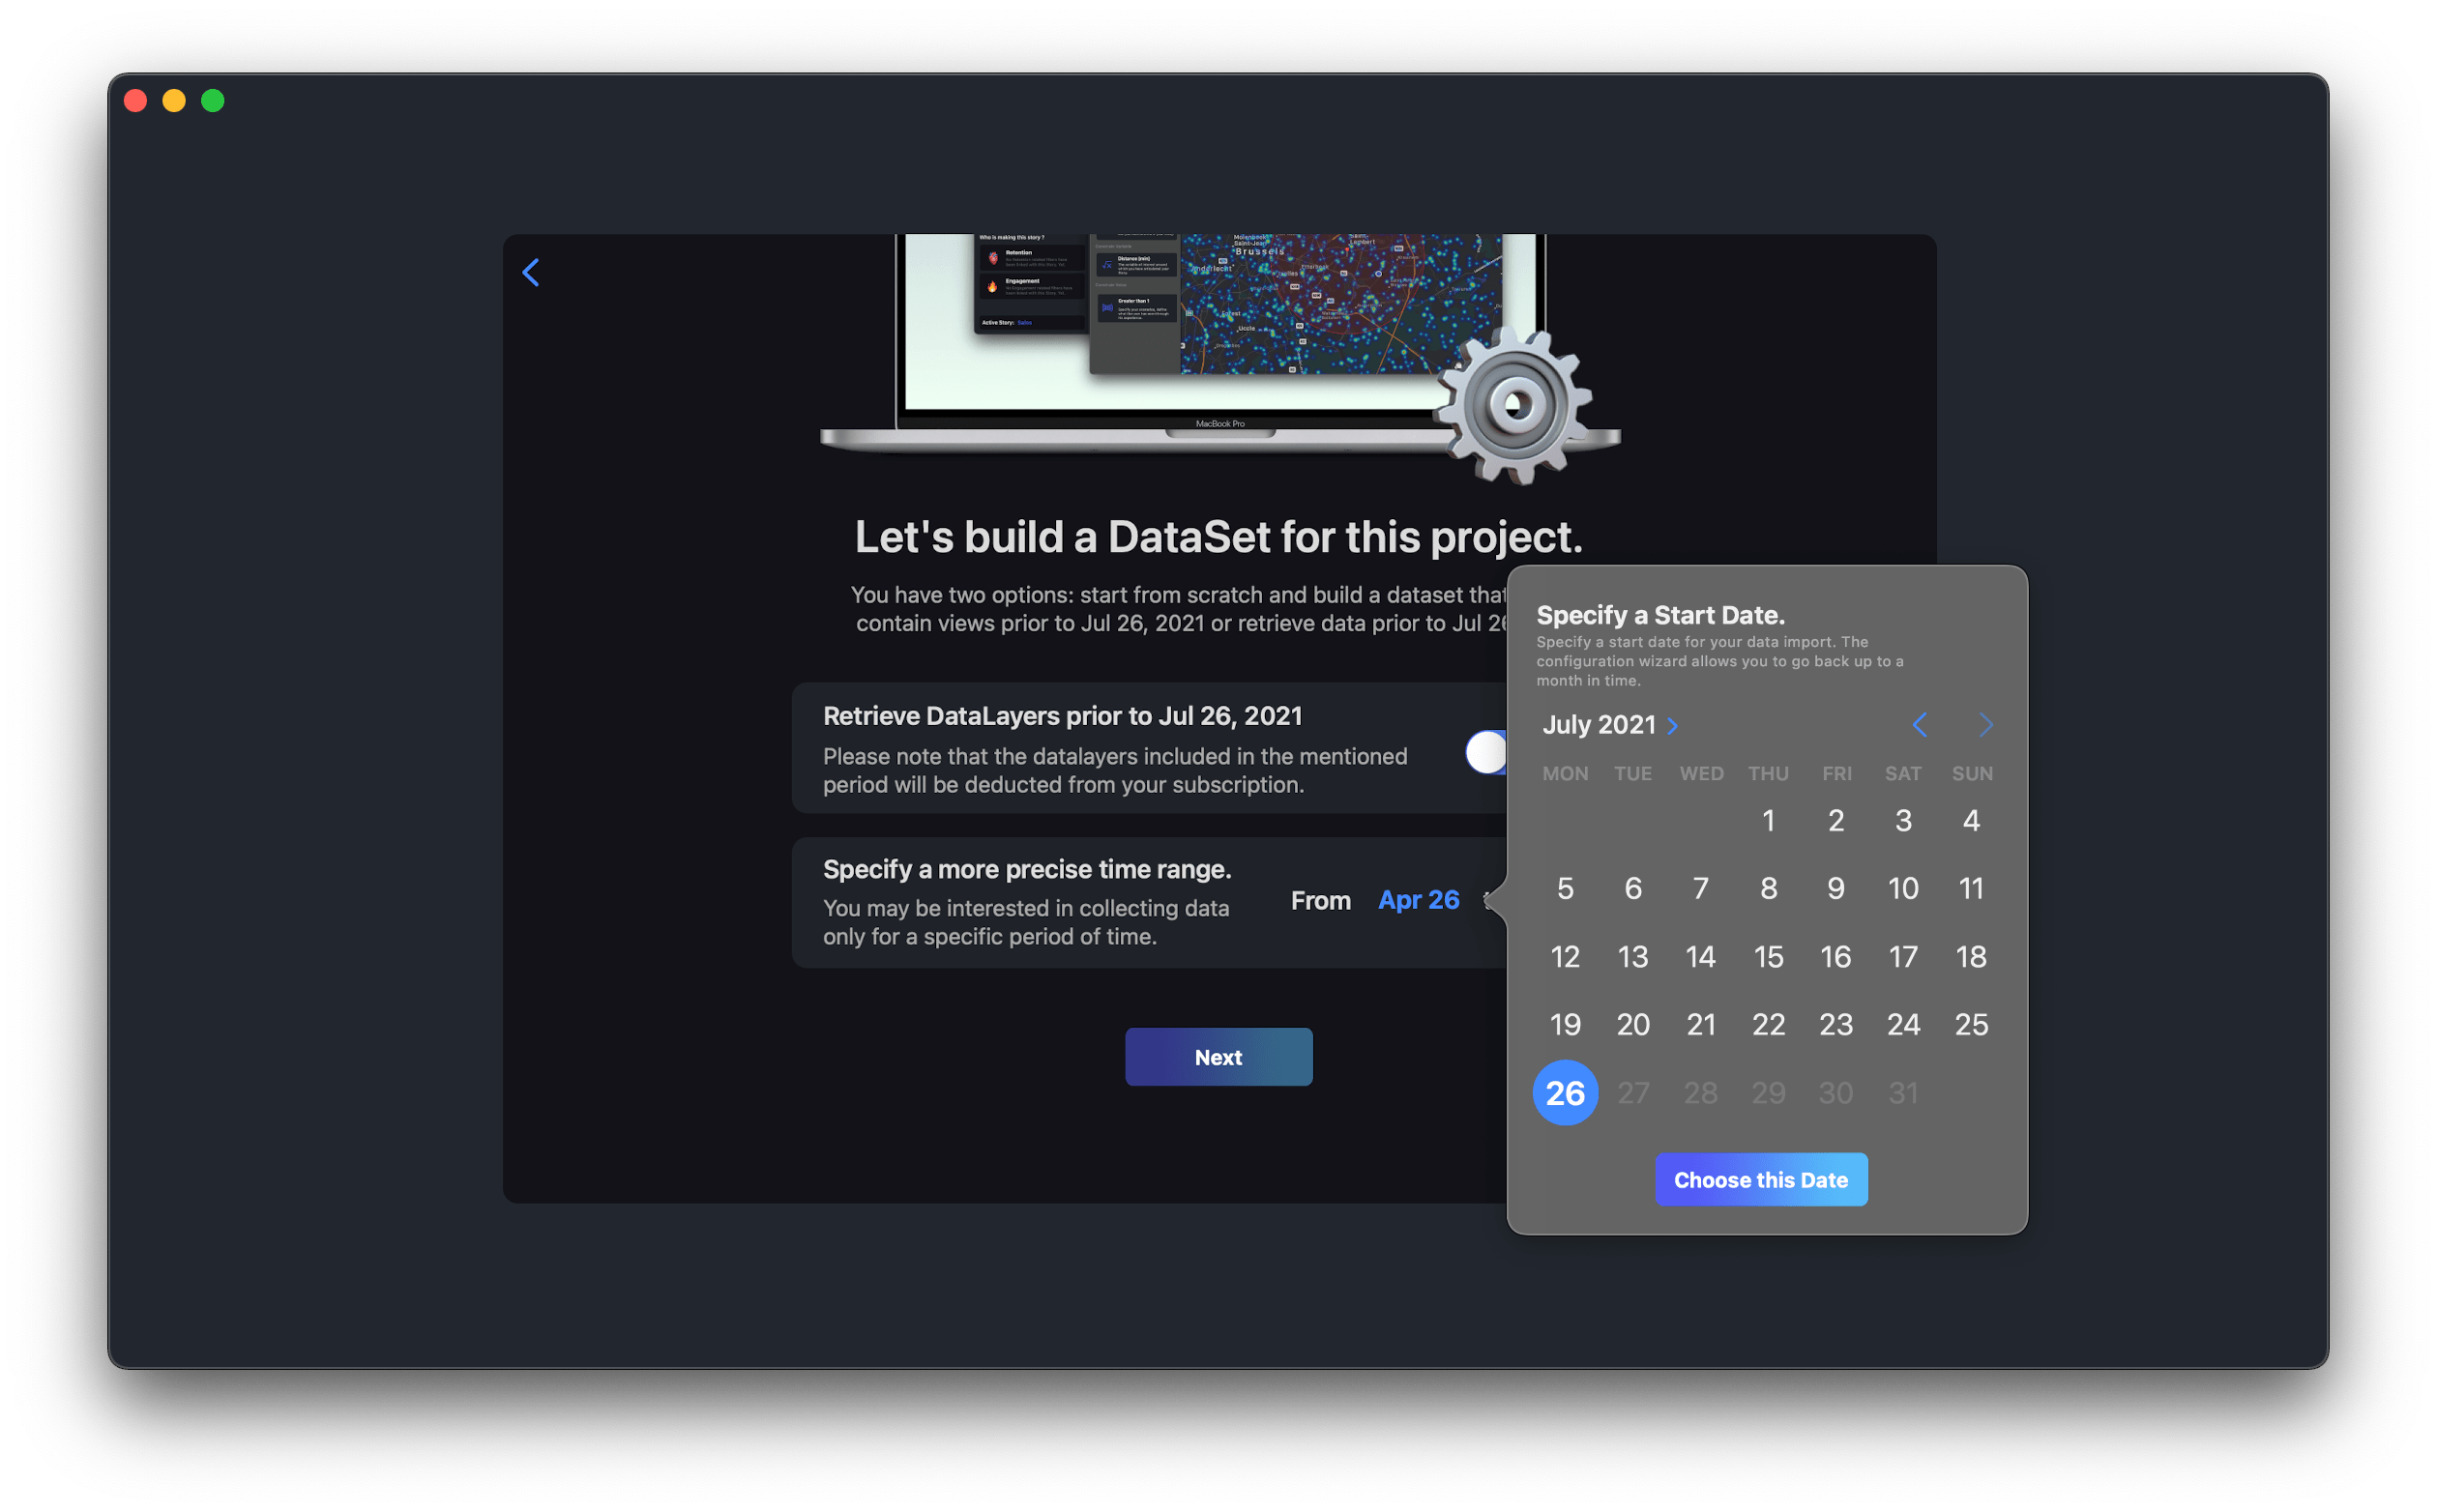 Who is making this story ?
Retention
Engagement
Active Story: Sales
Distance (min)
Greater than 1
Brussels
Anderlecht
Forest
Uccle
MacBook Pro
Let's build a DataSet for this project.
You have two options: start from scratch and build a dataset that
contain views prior to Jul 26, 2021 or retrieve data prior to Jul 26
Retrieve DataLayers prior to Jul 26, 2021
Please note that the datalayers included in the mentioned
period will be deducted from your subscription.
Specify a more precise time range.
You may be interested in collecting data
only for a specific period of time.
From Apr 26
Next
Specify a Start Date.
Specify a start date for your data import. The
configuration wizard allows you to go back up to a
month in time.
July 2021
MON TUE WED THU FRI SAT SUN
1 2 3 4
5 6 7 8 9 10 11
12 13 14 15 16 17 18
19 20 21 22 23 24 25
26 27 28 29 30 31
Choose this Date